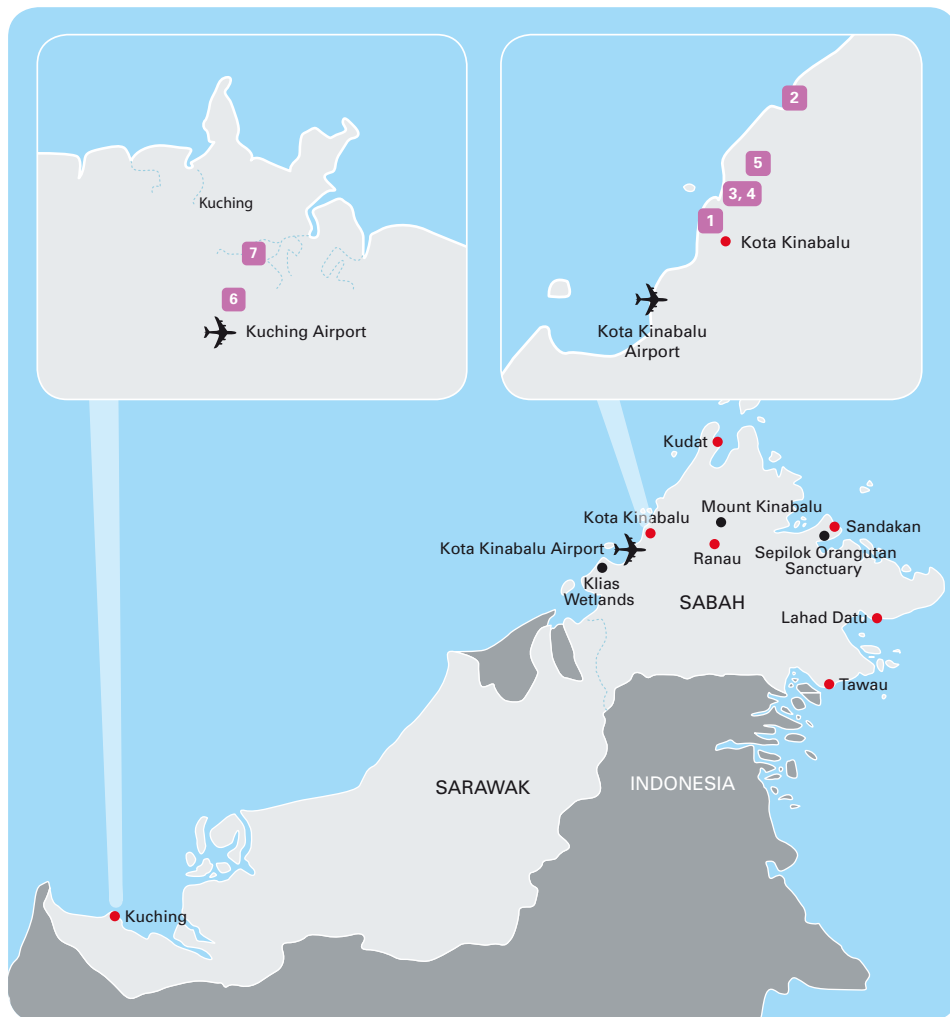 Kuching
7
6
Kuching Airport
2
5
3, 4
1
Kota Kinabalu
Kota Kinabalu
Airport
Kudat
Mount Kinabalu
Kota Kinabalu
Sandakan
Kota Kinabalu Airport
Ranau
Sepilok Orangutan
Sanctuary
Klias
Wetlands
SABAH
Lahad Datu
Tawau
SARAWAK
INDONESIA
Kuching